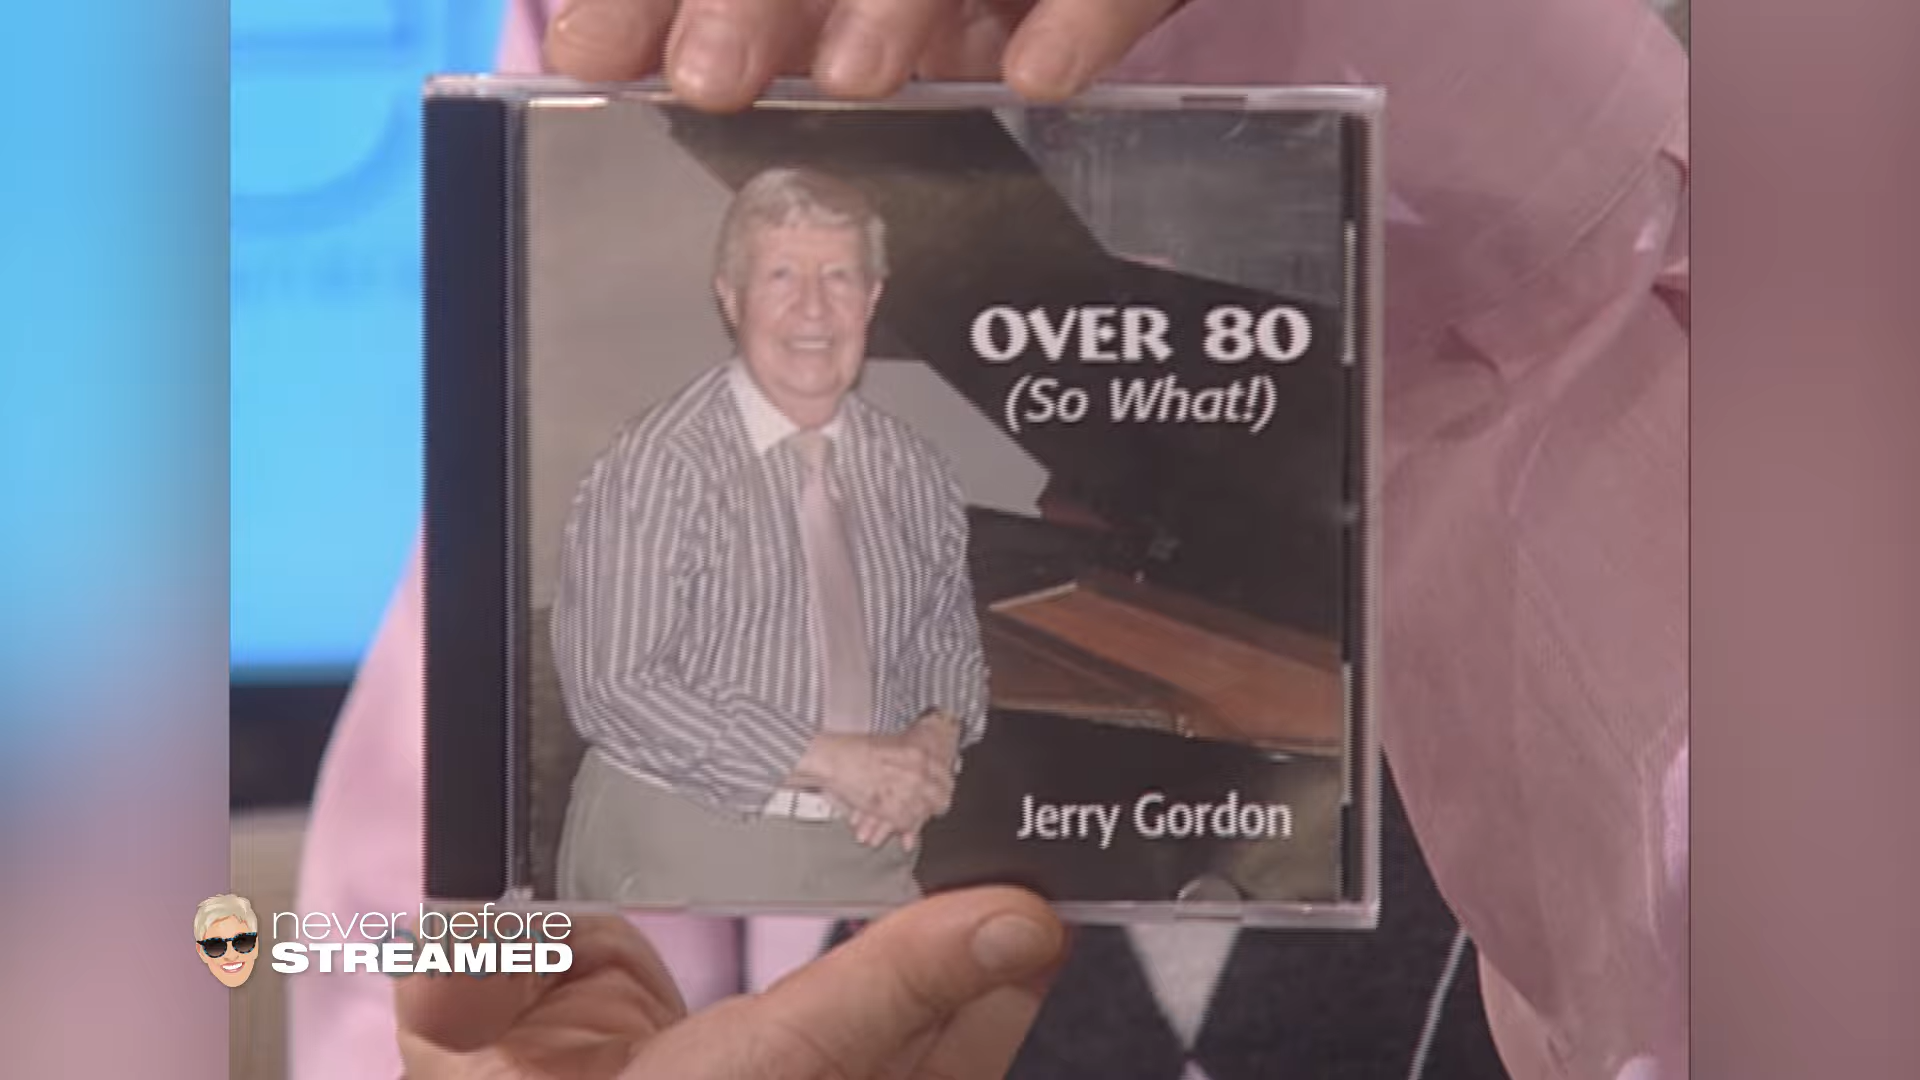 OVER 80
(So What!)
Jerry Gordon
never before
STREAMED